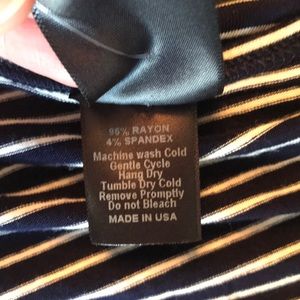 96% RAYON
4% SPANDEX
Machine wash Cold
Gentle Cycle
Hang Dry
Tumble Dry Cold
Remove Promptly
Do not Bleach
MADE IN USA